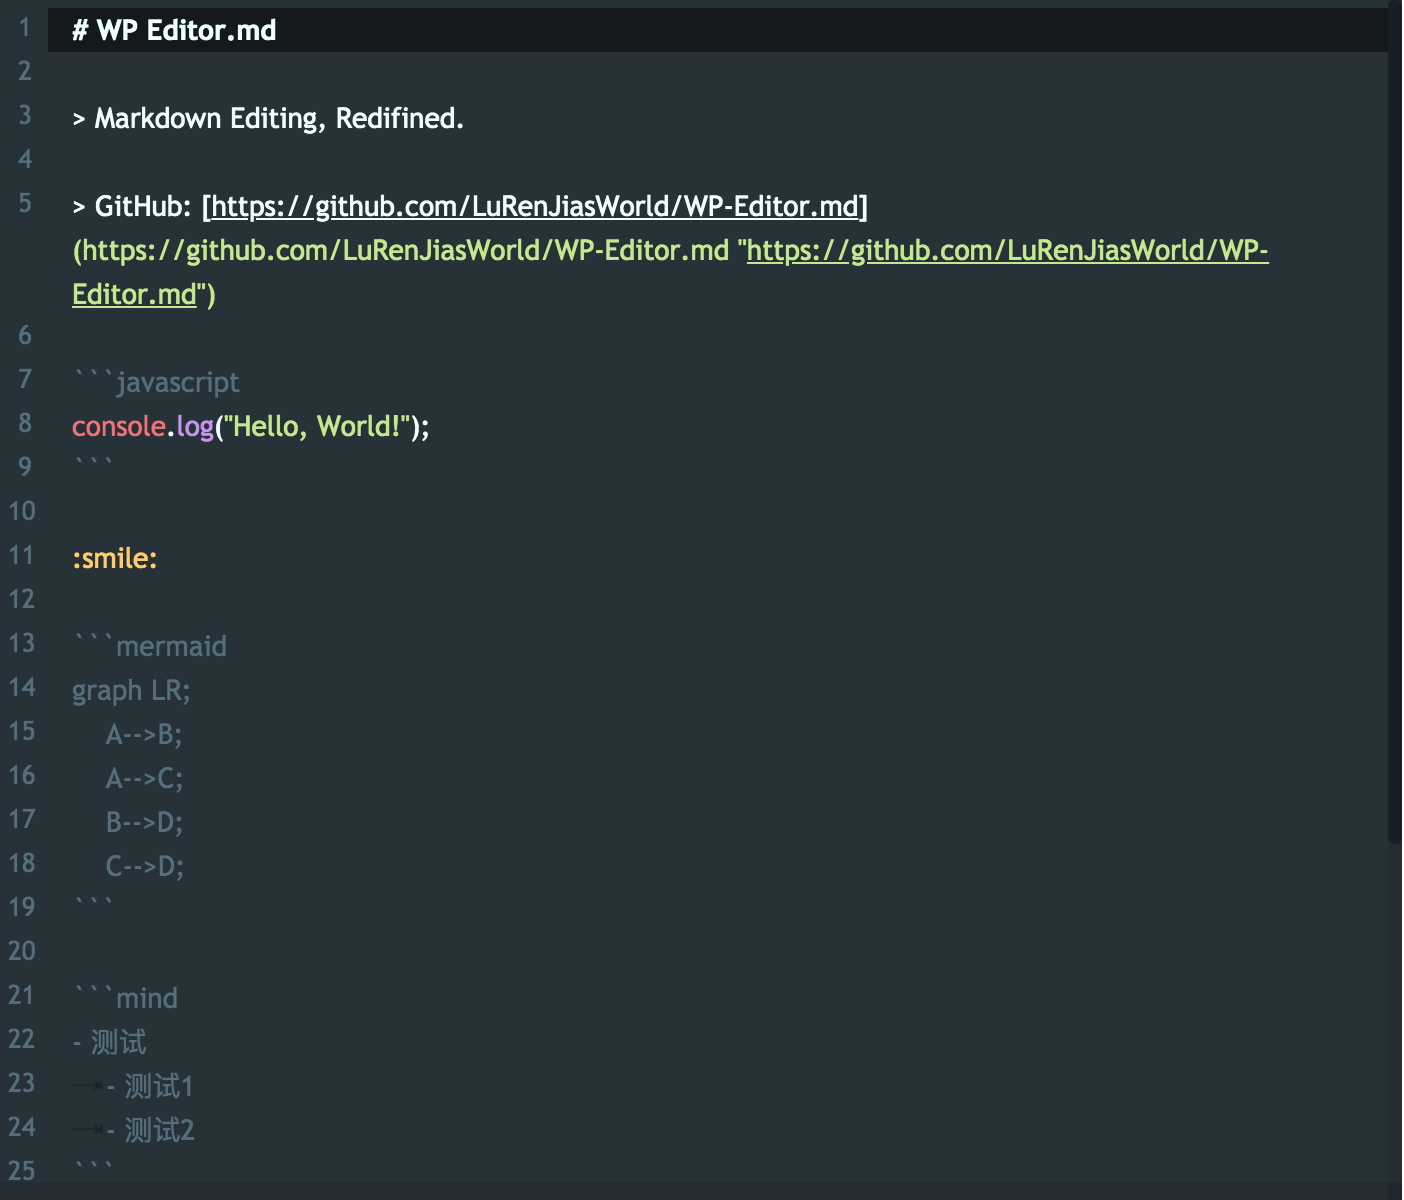 1 # WP Editor.md
2
3 > Markdown Editing, Redifined.
4
5 > GitHub: [https://github.com/LuRenJiasWorld/WP-Editor.md]
(https://github.com/LuRenJiasWorld/WP-Editor.md "https://github.com/LuRenJiasWorld/WP-
Editor.md")
6
7 ```javascript
8 console.log("Hello, World!");
9 ```
10
11 :smile:
12
13 ```mermaid
14 graph LR;
15     A-->B;
16     A-->C;
17     B-->D;
18     C-->D;
19 ```
20
21 ```mind
22 - 测试
23     - 测试1
24     - 测试2
25 ```